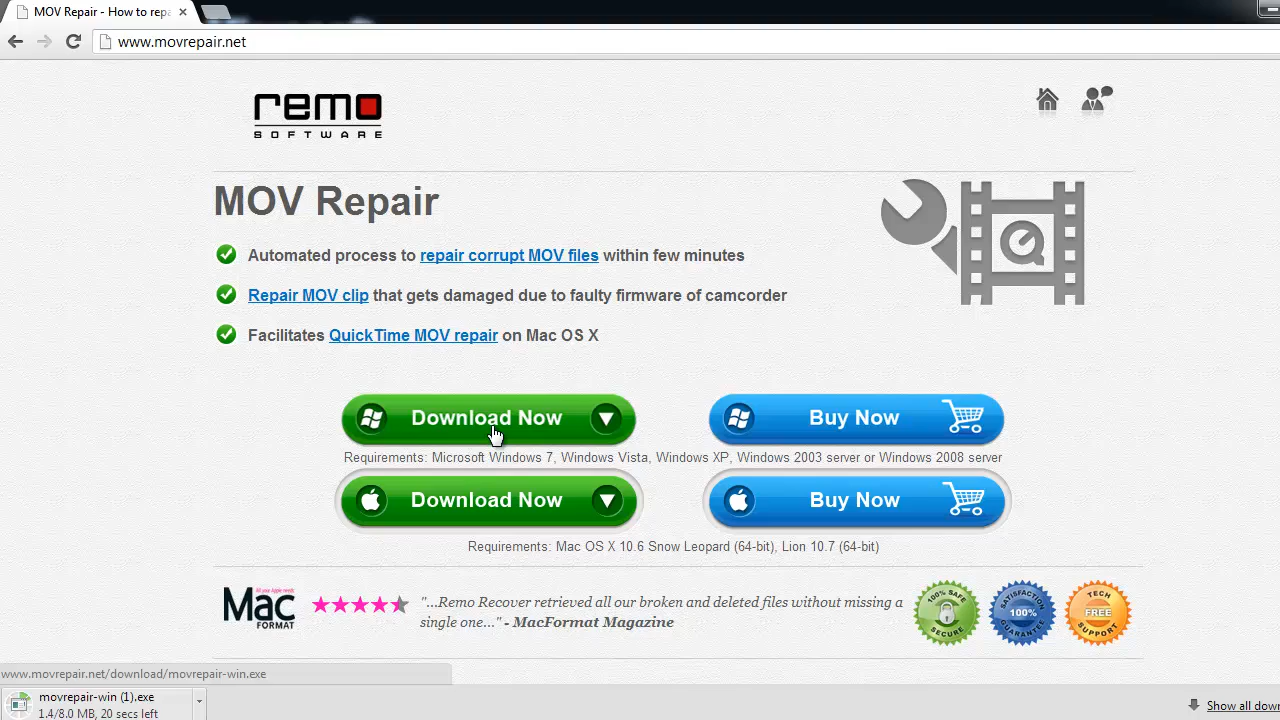 MOV Repair - How to repa
www.movrepair.net
remo
SOFTWARE
MOV Repair
Automated process to repair corrupt MOV files within few minutes
Repair MOV clip that gets damaged due to faulty firmware of camcorder
Facilitates QuickTime MOV repair on Mac OS X
Download Now
Buy Now
Requirements: Microsoft Windows 7, Windows Vista, Windows XP, Windows 2003 server or Windows 2008 server
Download Now
Buy Now
Requirements: Mac OS X 10.6 Snow Leopard (64-bit), Lion 10.7 (64-bit)
Mac
FORMAT
"...Remo Recover retrieved all our broken and deleted files without missing a
single one..." - MacFormat Magazine
100% SAFE
SECURE
SATISFACTION
100%
GUARANTEE
TECH
FREE
SUPPORT
www.movrepair.net/download/movrepair-win.exe
movrepair-win (1).exe
1.4/8.0 MB, 20 secs left
Show all down